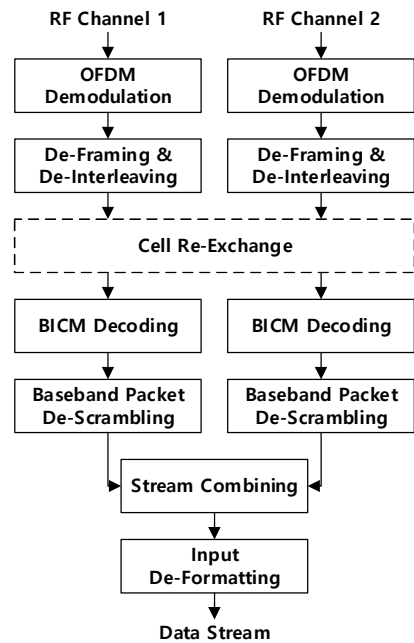 RF Channel 1
RF Channel 2
OFDM
Demodulation
OFDM
Demodulation
De-Framing &
De-Interleaving
De-Framing &
De-Interleaving
Cell Re-Exchange
BICM Decoding
BICM Decoding
Baseband Packet
De-Scrambling
Baseband Packet
De-Scrambling
Stream Combining
Input
De-Formatting
Data Stream